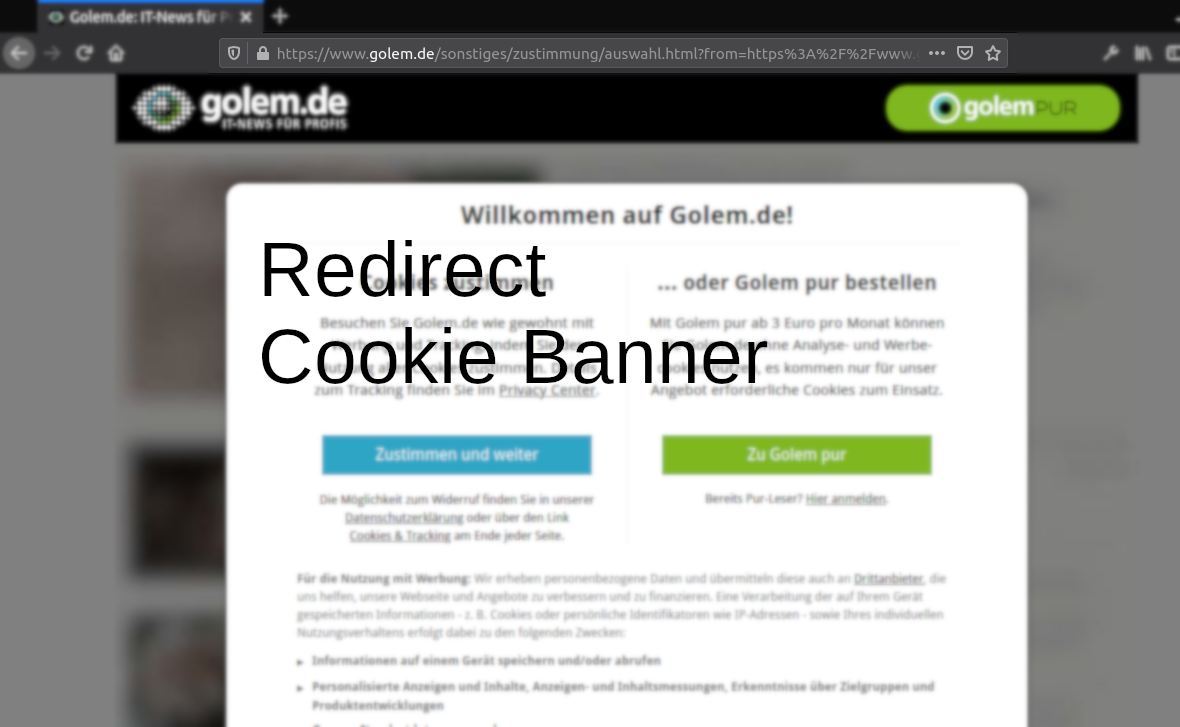 Golem.de: IT-News für P
https://www.golem.de/sonstiges/zustimmung/auswahl.html?from=https%3A%2F%2Fwww.
golem.de
IT-NEWS FÜR PROFIS
golem PUR
Willkommen auf Golem.de!
Redirect
Cookie Banner
Cookies zustimmen
Besuchen Sie Golem.de wie gewohnt mit
zum Tracking finden Sie im Privacy Center.
Zustimmen und weiter
Die Möglichkeit zum Widerruf finden Sie in unserer
Datenschutzerklärung oder über den Link
Cookies & Tracking am Ende jeder Seite.
... oder Golem pur bestellen
Mit Golem pur ab 3 Euro pro Monat können
ohne Analyse- und Werbe-
es kommen nur für unser
Angebot erforderliche Cookies zum Einsatz.
Zu Golem pur
Bereits Pur-Leser? Hier anmelden.
Für die Nutzung mit Werbung: Wir erheben personenbezogene Daten und übermitteln diese auch an Drittanbieter, die
uns helfen, unsere Webseite und Angebote zu verbessern und zu finanzieren. Eine Verarbeitung der auf Ihrem Gerät
gespeicherten Informationen - z. B. Cookies oder persönliche Identifikatoren wie IP-Adressen - sowie Ihres individuellen
Nutzungsverhaltens erfolgt dabei zu den folgenden Zwecken:
Informationen auf einem Gerät speichern und/oder abrufen
Personalisierte Anzeigen und Inhalte, Anzeigen- und Inhaltsmessungen, Erkenntnisse über Zielgruppen und
Produktentwicklungen